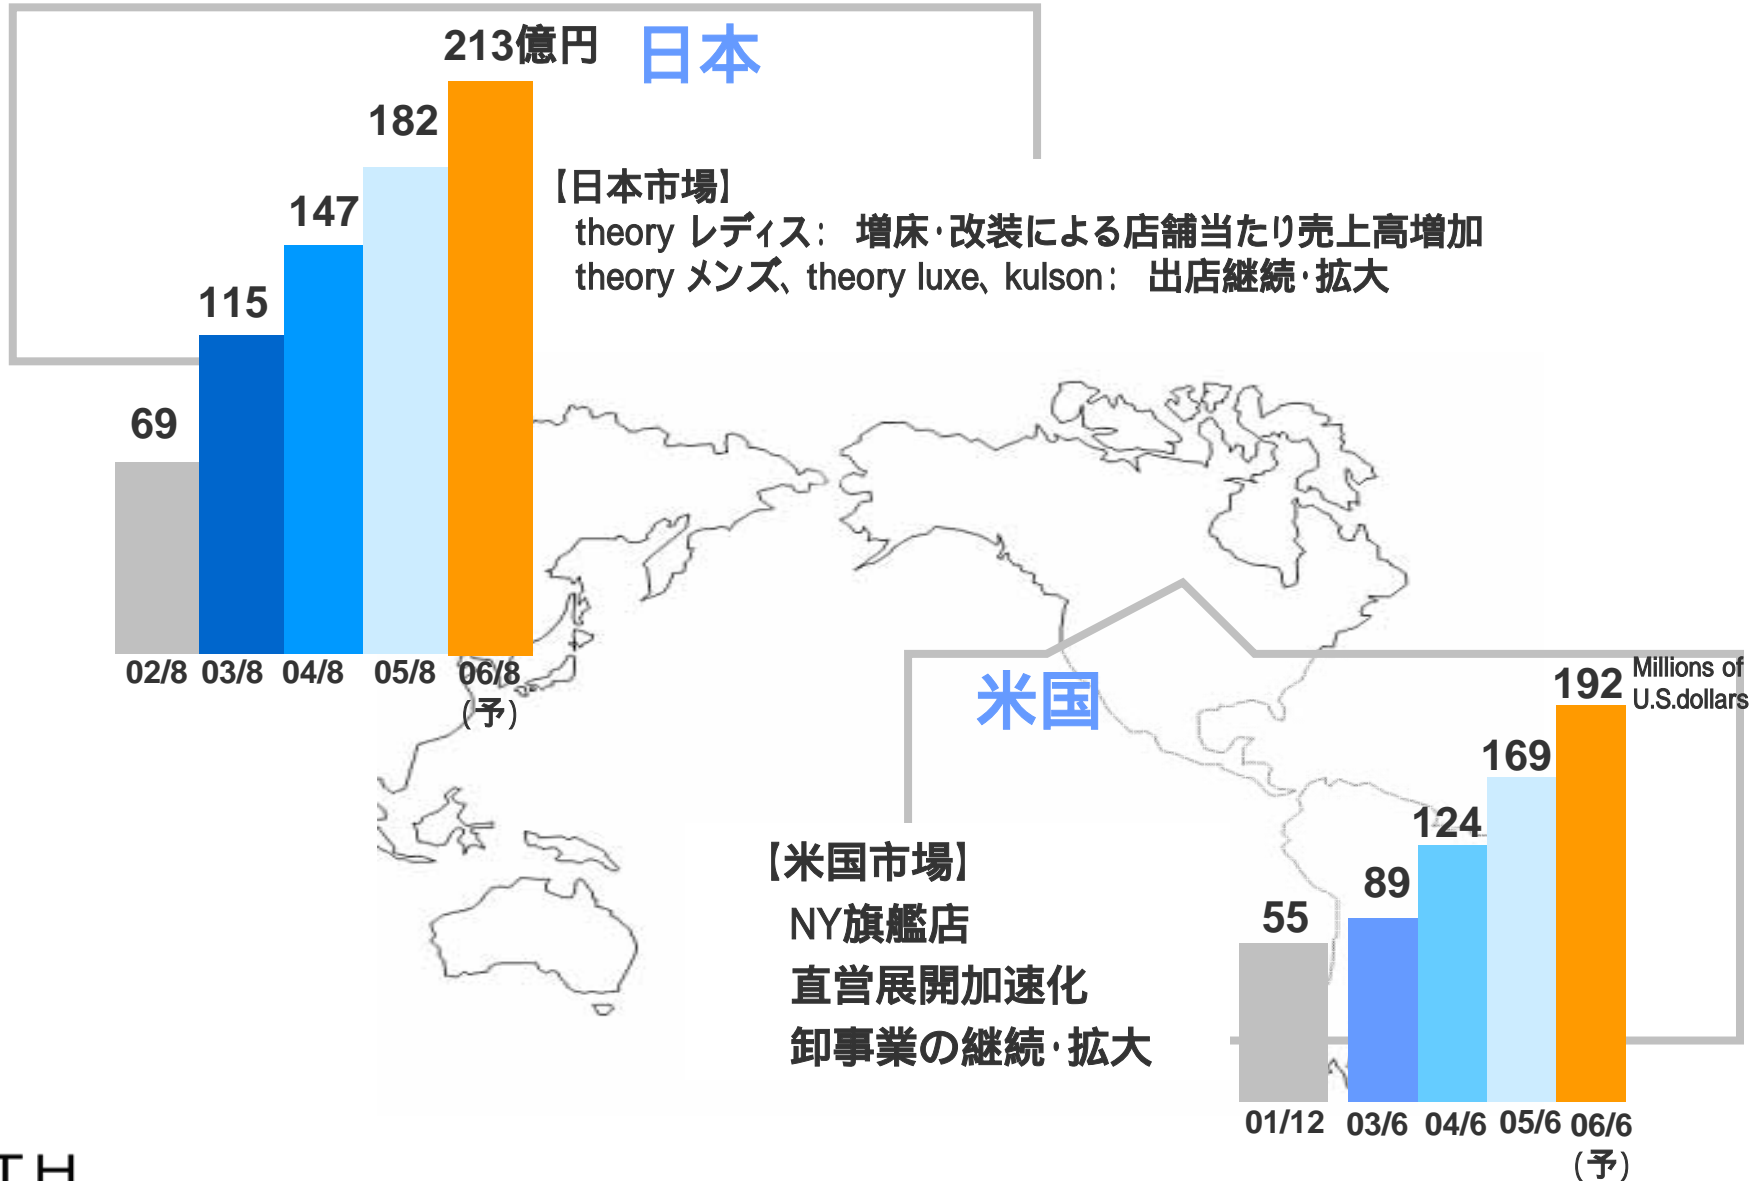 213億円
日本
182
147
115
69
02/8 03/8 04/8 05/8 06/8
(予)
【日本市場】
theory レディス： 増床・改装による店舗当たり売上高増加
theory メンズ、theory luxe、kulson： 出店継続・拡大
米国
192
Millions of
U.S.dollars
169
124
89
55
01/12 03/6 04/6 05/6 06/6
(予)
【米国市場】
NY旗艦店
直営展開加速化
卸事業の継続・拡大
TH